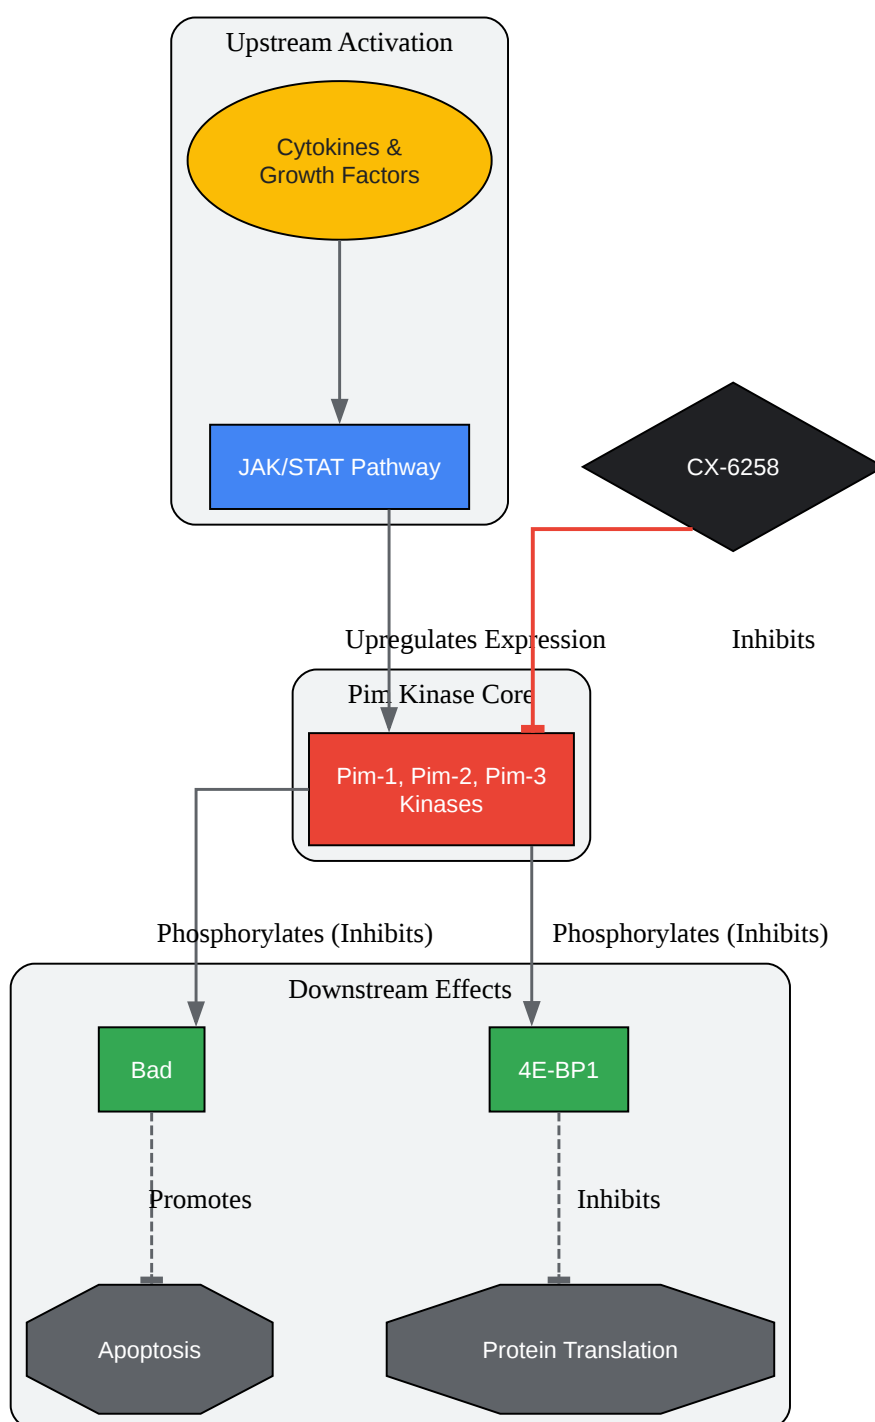 Upstream Activation
Cytokines &
Growth Factors
JAK/STAT Pathway
CX-6258
Upregulates Expression
Inhibits
Pim Kinase Core
Pim-1, Pim-2, Pim-3
Kinases
Phosphorylates (Inhibits)
Phosphorylates (Inhibits)
Downstream Effects
Bad
4E-BP1
Promotes
Inhibits
Apoptosis
Protein Translation